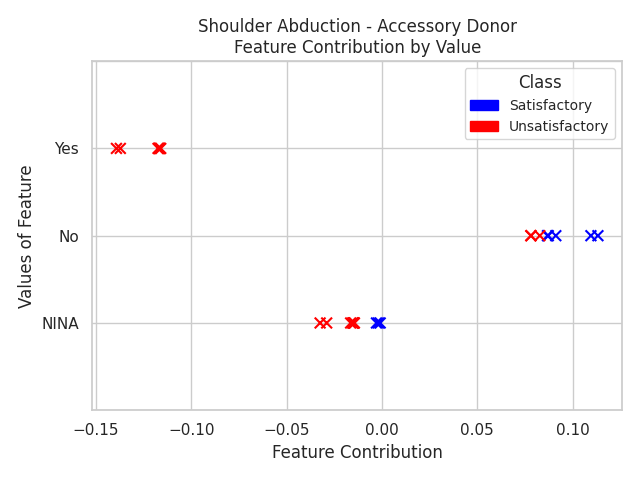 Shoulder Abduction - Accessory Donor
Feature Contribution by Value
Class
Satisfactory
Unsatisfactory
Values of Feature
Yes
No
NINA
−0.15
−0.10
−0.05
0.00
0.05
0.10
Feature Contribution